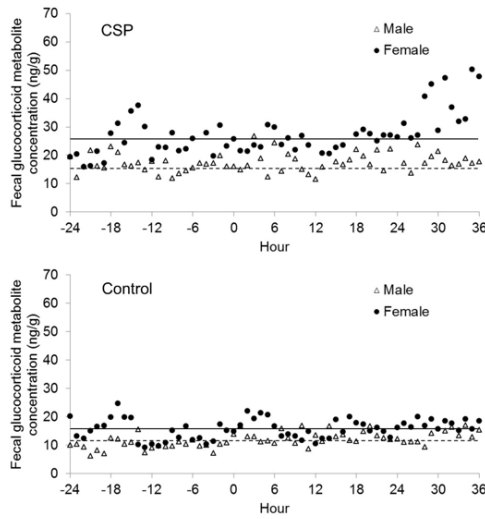 Fecal glucocorticoid metabolite
concentration (ng/g)
70
60
50
40
30
20
10
0
CSP
Male
Female
-24 -18 -12 -6 0 6 12 18 24 30 36
Hour
Fecal glucocorticoid metabolite
concentration (ng/g)
70
60
50
40
30
20
10
0
Control
Male
Female
-24 -18 -12 -6 0 6 12 18 24 30 36
Hour